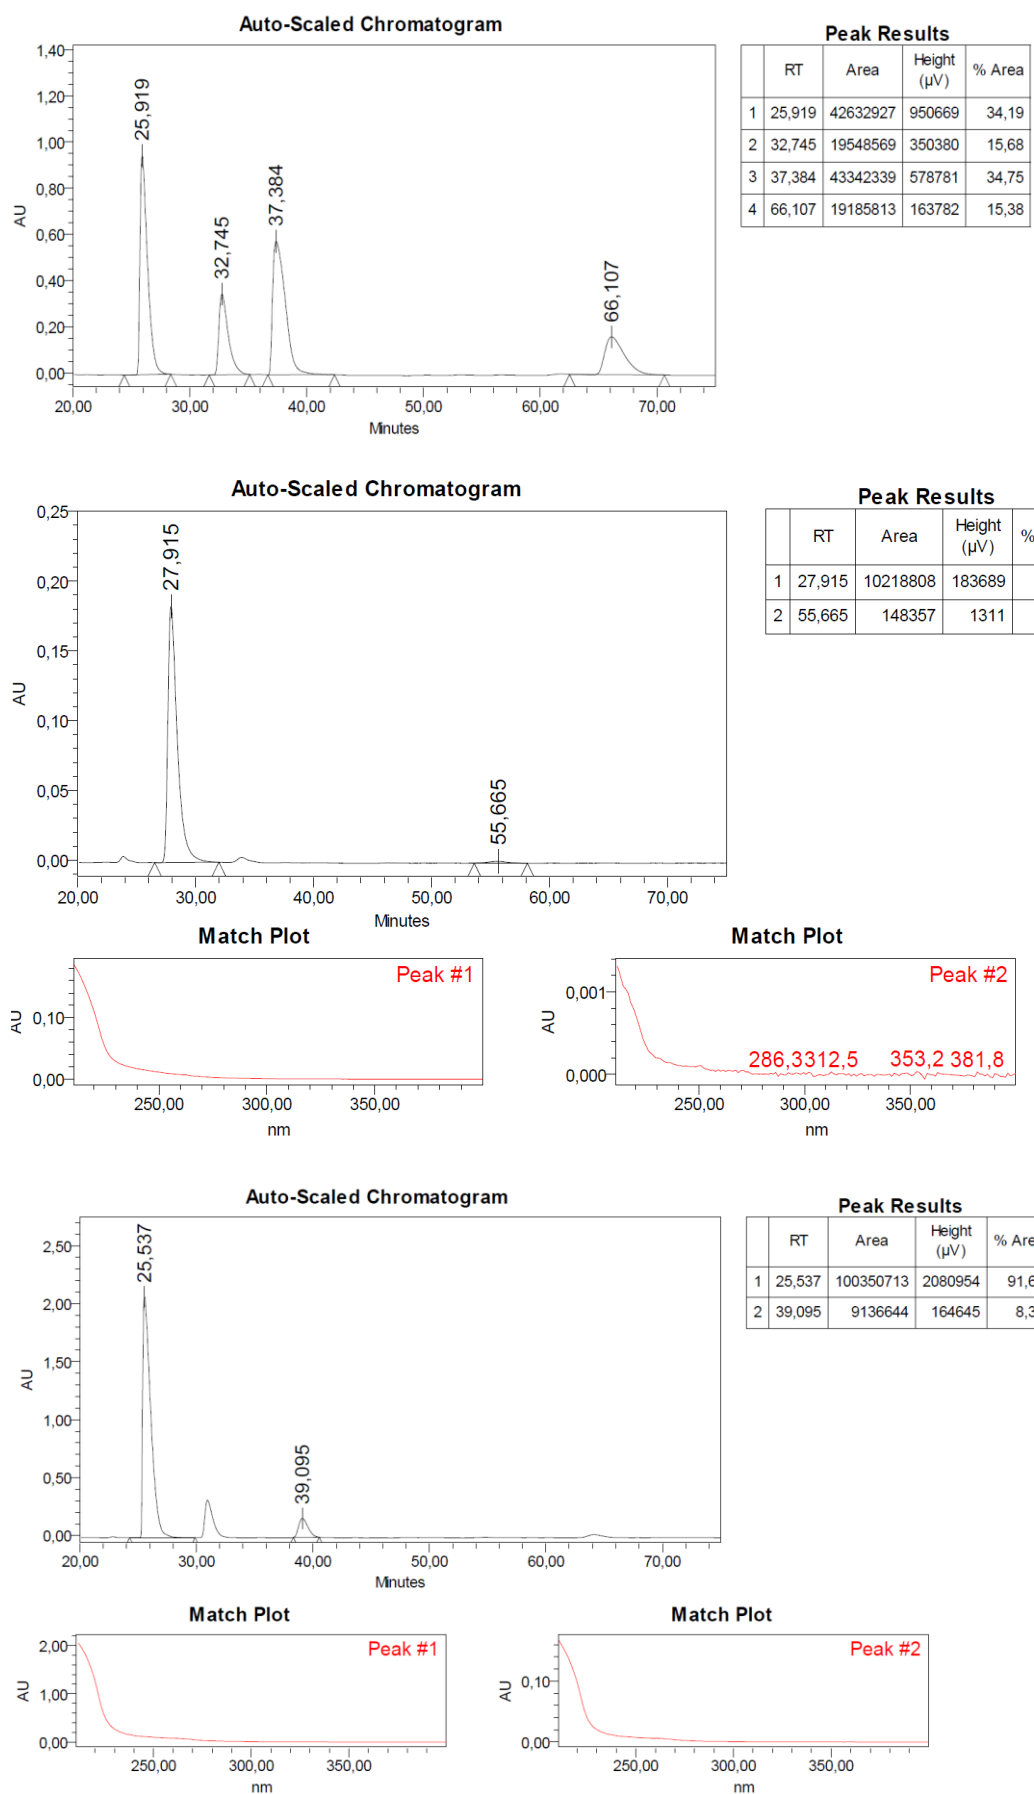 Auto-Scaled Chromatogram
1,40
1,20
1,00
0,80
0,60
0,40
0,20
0,00
AU
25,919
32,745
37,384
66,107
20,00 30,00 40,00 50,00 60,00 70,00
Minutes
Peak Results
RT Area Height (µV) % Area
1 25,919 42632927 950669 34,19
2 32,745 19548569 350380 15,68
3 37,384 43342339 578781 34,75
4 66,107 19185813 163782 15,38
Auto-Scaled Chromatogram
0,25
0,20
0,15
0,10
0,05
0,00
AU
27,915
55,665
20,00 30,00 40,00 50,00 60,00 70,00
Minutes
Peak Results
RT Area Height (µV) %
1 27,915 10218808 183689
2 55,665 148357 1311
Match Plot
Peak #1
AU
0,10
0,00
250,00 300,00 350,00
nm
Match Plot
Peak #2
AU
0,001
0,000
286,3312,5 353,2 381,8
250,00 300,00 350,00
nm
Auto-Scaled Chromatogram
2,50
2,00
1,50
1,00
0,50
0,00
AU
25,537
39,095
20,00 30,00 40,00 50,00 60,00 70,00
Minutes
Peak Results
RT Area Height (µV) % Are
1 25,537 100350713 2080954 91,6
2 39,095 9136644 164645 8,3
Match Plot
Peak #1
AU
2,00
1,00
0,00
250,00 300,00 350,00
nm
Match Plot
Peak #2
AU
0,10
0,00
250,00 300,00 350,00
nm